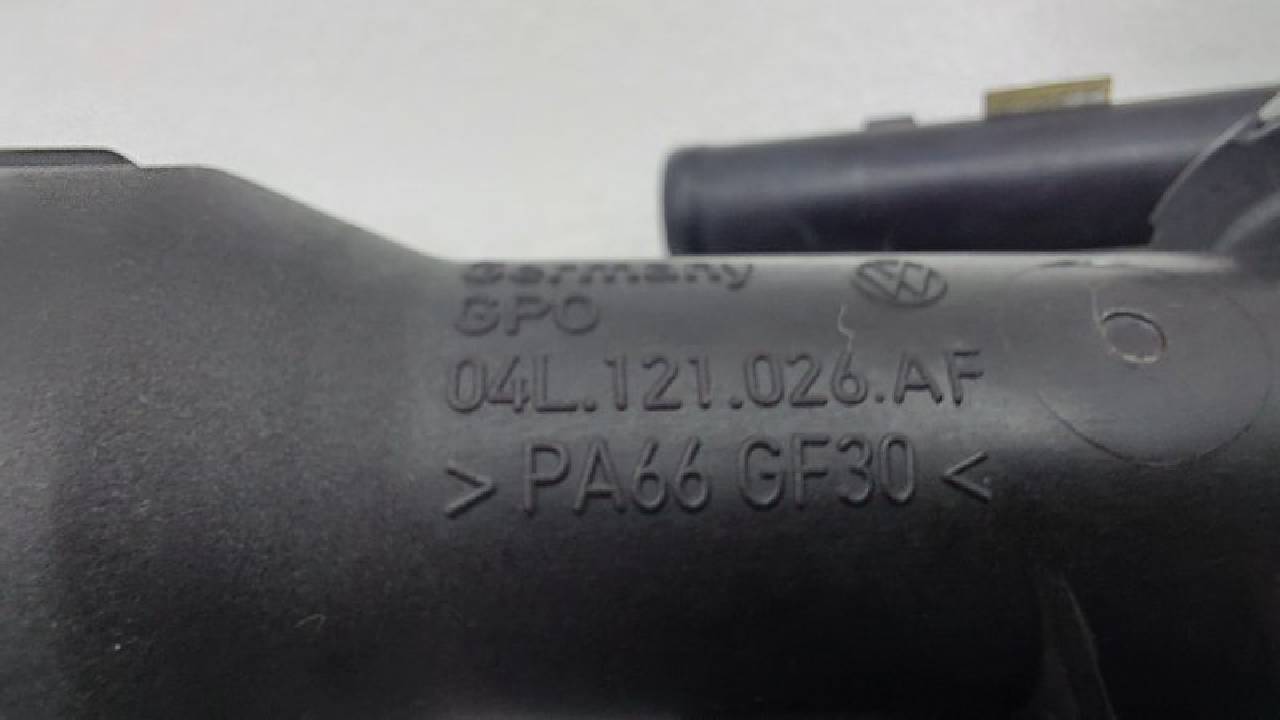 Germany
GPO
04L.121.026.AF
>PA66 GF30<